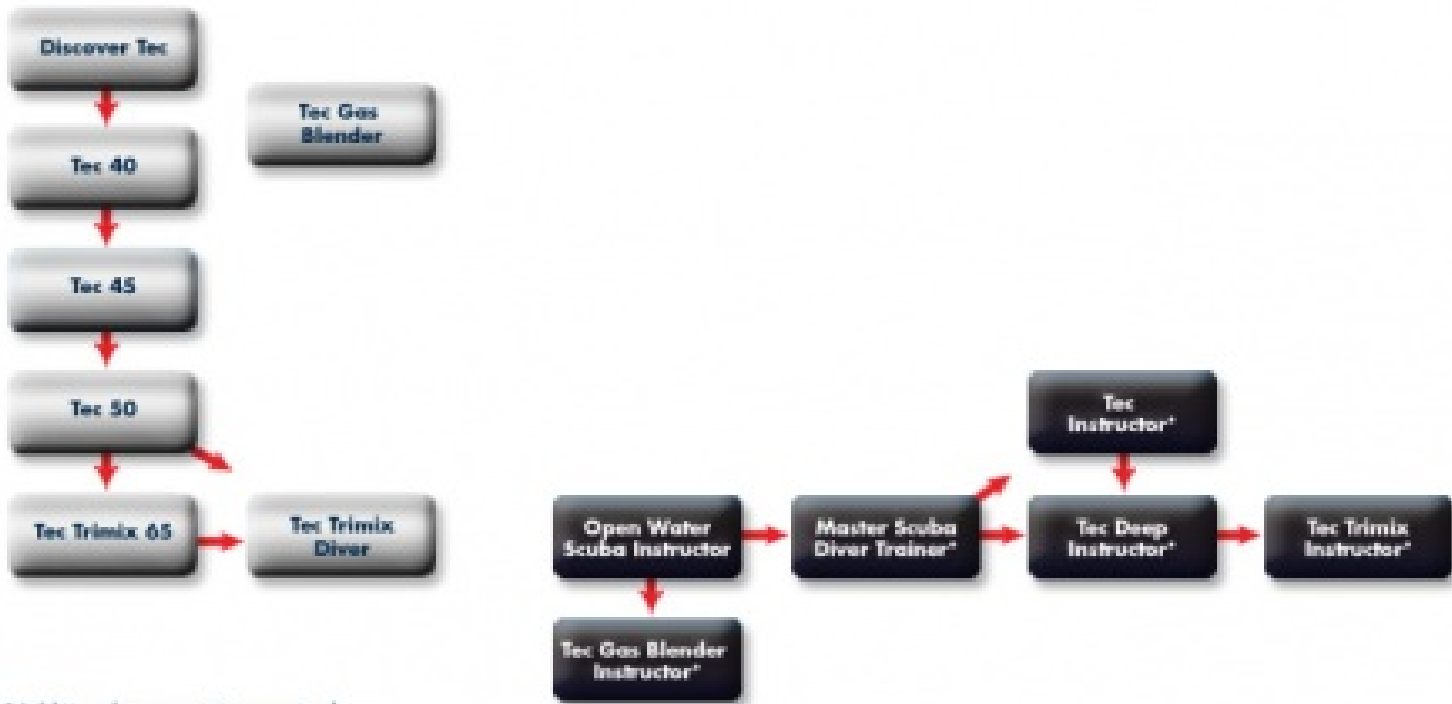 Discover Tec
Tec Gas
Blender
Tec 40
Tec 45
Tec 50
Tec Trimix 65
Tec Trimix
Diver
Tec
Instructor*
Open Water
Scuba Instructor
Master Scuba
Diver Trainer*
Tec Deep
Instructor*
Tec Trimix
Instructor*
Tec Gas Blender
Instructor*